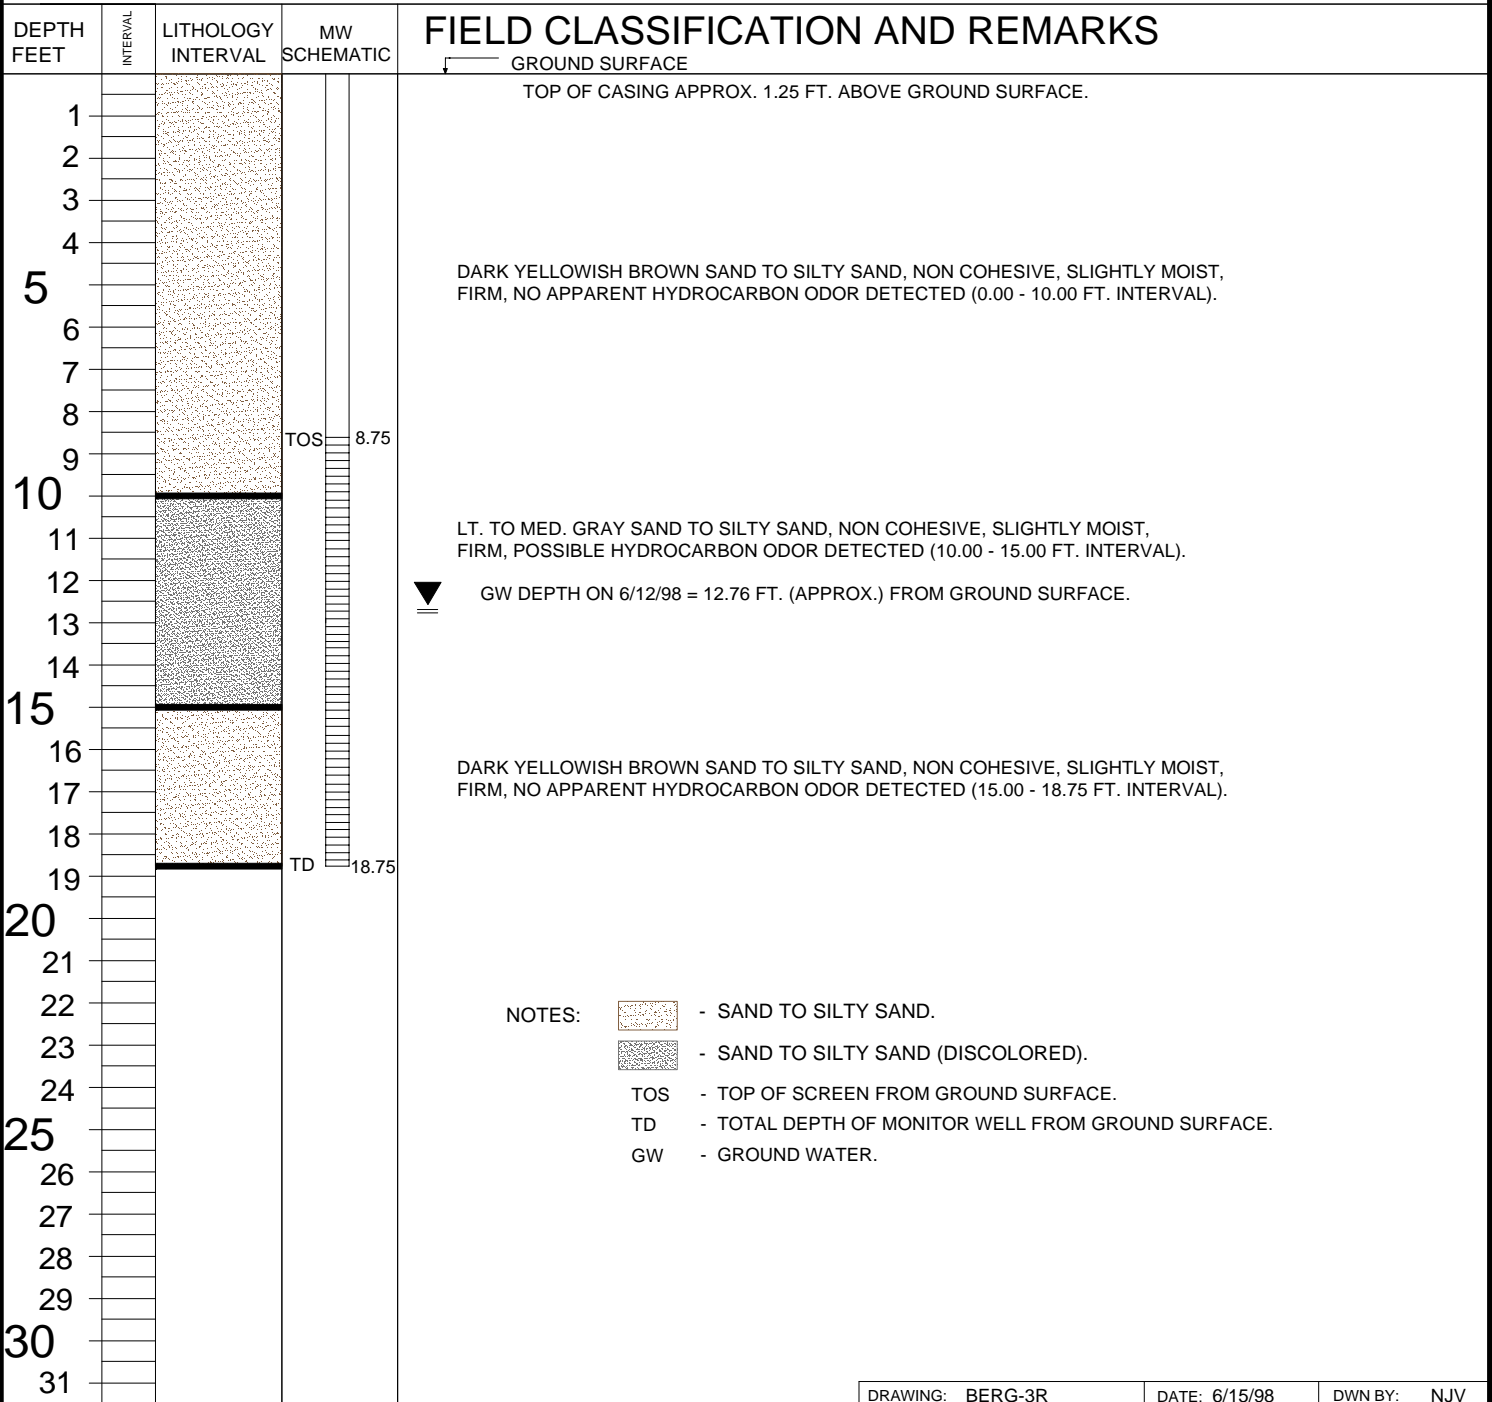 DEPTH FEET
INTERVAL
LITHOLOGY INTERVAL
MW SCHEMATIC
FIELD CLASSIFICATION AND REMARKS
GROUND SURFACE
TOP OF CASING APPROX. 1.25 FT. ABOVE GROUND SURFACE.
1
2
3
4
5
6
7
8
9
10
11
12
13
14
15
16
17
18
19
20
21
22
23
24
25
26
27
28
29
30
31
TOS 8.75
TD 18.75
DARK YELLOWISH BROWN SAND TO SILTY SAND, NON COHESIVE, SLIGHTLY MOIST,
FIRM, NO APPARENT HYDROCARBON ODOR DETECTED (0.00 - 10.00 FT. INTERVAL).
LT. TO MED. GRAY SAND TO SILTY SAND, NON COHESIVE, SLIGHTLY MOIST,
FIRM, POSSIBLE HYDROCARBON ODOR DETECTED (10.00 - 15.00 FT. INTERVAL).
GW DEPTH ON 6/12/98 = 12.76 FT. (APPROX.) FROM GROUND SURFACE.
DARK YELLOWISH BROWN SAND TO SILTY SAND, NON COHESIVE, SLIGHTLY MOIST,
FIRM, NO APPARENT HYDROCARBON ODOR DETECTED (15.00 - 18.75 FT. INTERVAL).
NOTES: - SAND TO SILTY SAND.
- SAND TO SILTY SAND (DISCOLORED).
TOS - TOP OF SCREEN FROM GROUND SURFACE.
TD - TOTAL DEPTH OF MONITOR WELL FROM GROUND SURFACE.
GW - GROUND WATER.
DRAWING: BERG-3R DATE: 6/15/98 DWN BY: NJV